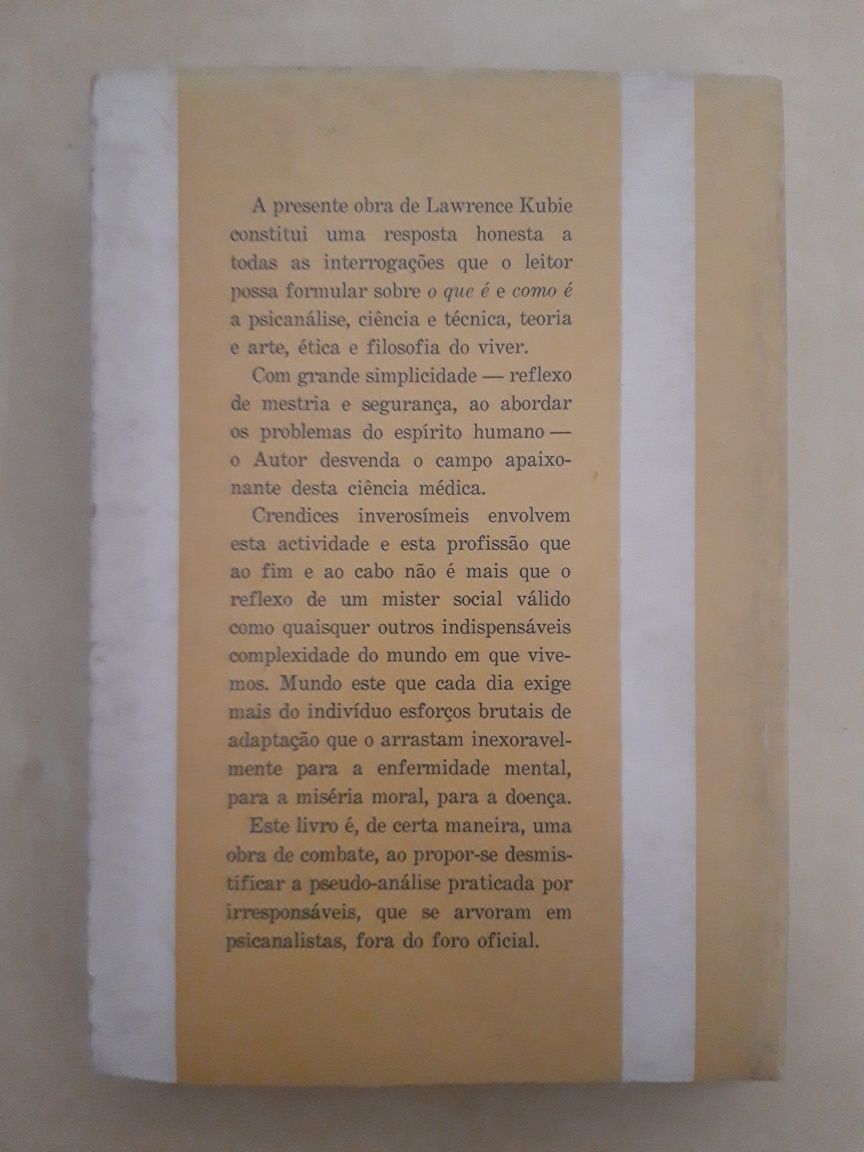 A presente obra de Lawrence Kubie
constitui uma resposta honesta a
todas as interrogações que o leitor
possa formular sobre o que é e como é
a psicanálise, ciência e técnica, teoria
e arte, ética e filosofia do viver.
Com grande simplicidade — reflexo
de mestria e segurança, ao abordar
os problemas do espírito humano —
o Autor desvenda o campo apaixo-
nante desta ciência médica.
Crendices inverosímeis envolvem
esta actividade e esta profissão que
ao fim e ao cabo não é mais que o
reflexo de um mister social válido
como quaisquer outros indispensáveis
complexidade do mundo em que vive-
mos. Mundo este que cada dia exige
mais do indivíduo esforços brutais de
adaptação que o arrastam inexoravel-
mente para a enfermidade mental,
para a miséria moral, para a doença.
Este livro é, de certa maneira, uma
obra de combate, ao propor-se desmis-
tificar a pseudo-análise praticada por
irresponsáveis, que se arvoram em
psicanalistas, fora do foro oficial.